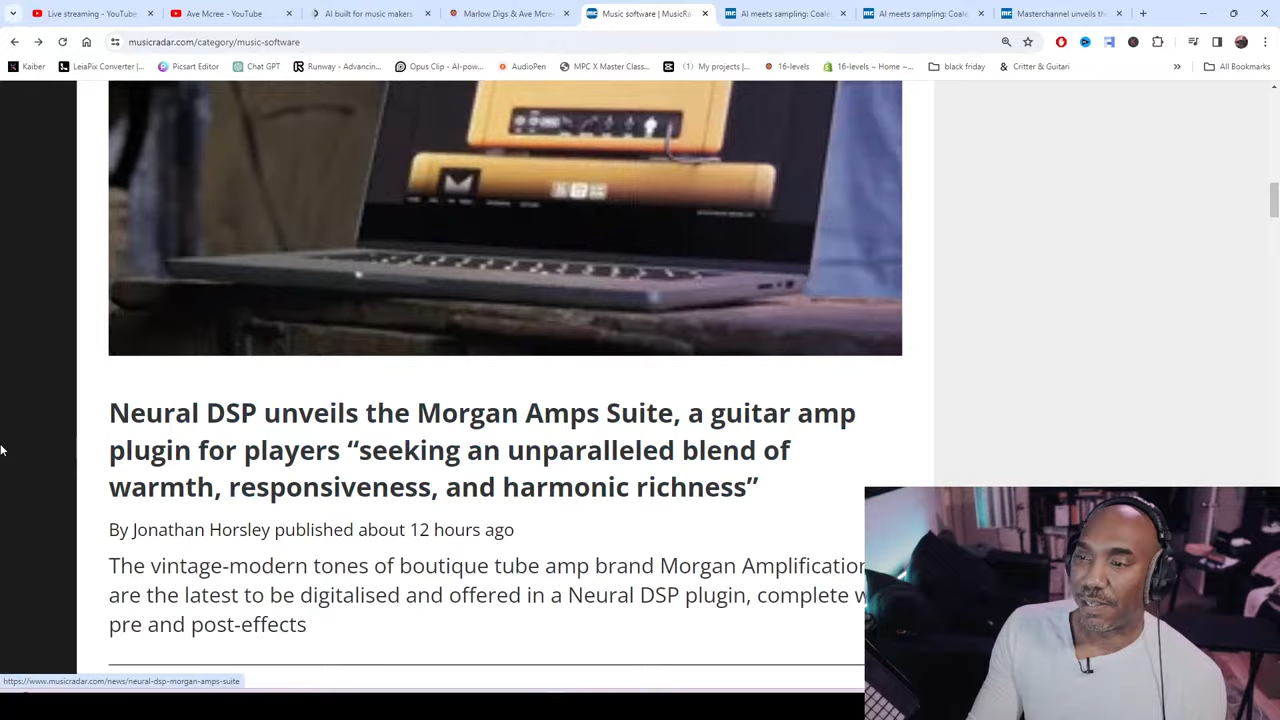 Live streaming - YouTube
Ave Mcree - YouTube
AI built for music makers
Marlow Digs & Ave Mcre
Music software | MusicRa
AI meets sampling: Coale
AI meets sampling: Coale
Masterchannel unveils th
musicradar.com/category/music-software
Kaiber
LeiaPix Converter |...
Picsart Editor
Chat GPT
Runway - Advancin...
Opus Clip - AI-pow...
AudioPen
MPC X Master Class...
(1) My projects |...
16-levels
16-levels ~ Home ~...
black friday
Critter & Guitari
All Bookmarks
Neural DSP unveils the Morgan Amps Suite, a guitar amp
plugin for players “seeking an unparalleled blend of
warmth, responsiveness, and harmonic richness”
By Jonathan Horsley published about 12 hours ago
The vintage-modern tones of boutique tube amp brand Morgan Amplification
are the latest to be digitalised and offered in a Neural DSP plugin, complete w
pre and post-effects
https://www.musicradar.com/news/neural-dsp-morgan-amps-suite